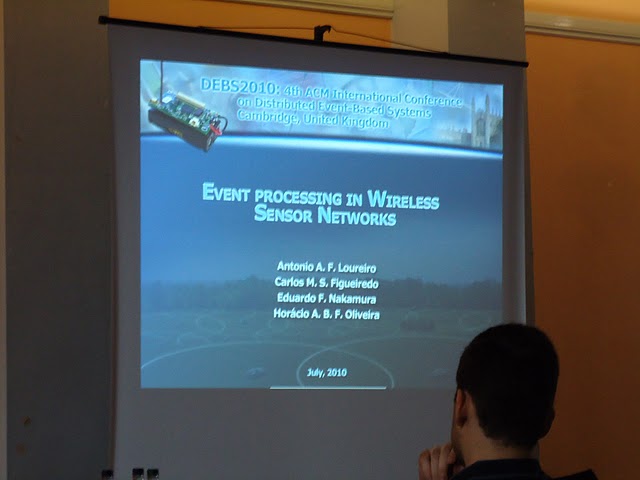 DEBS2010: 4th ACM International Conference
on Distributed Event-Based Systems
Cambridge, United Kingdom
EVENT PROCESSING IN WIRELESS
SENSOR NETWORKS
Antonio A. F. Loureiro
Carlos M. S. Figueiredo
Eduardo F. Nakamura
Horácio A. B. F. Oliveira
July, 2010